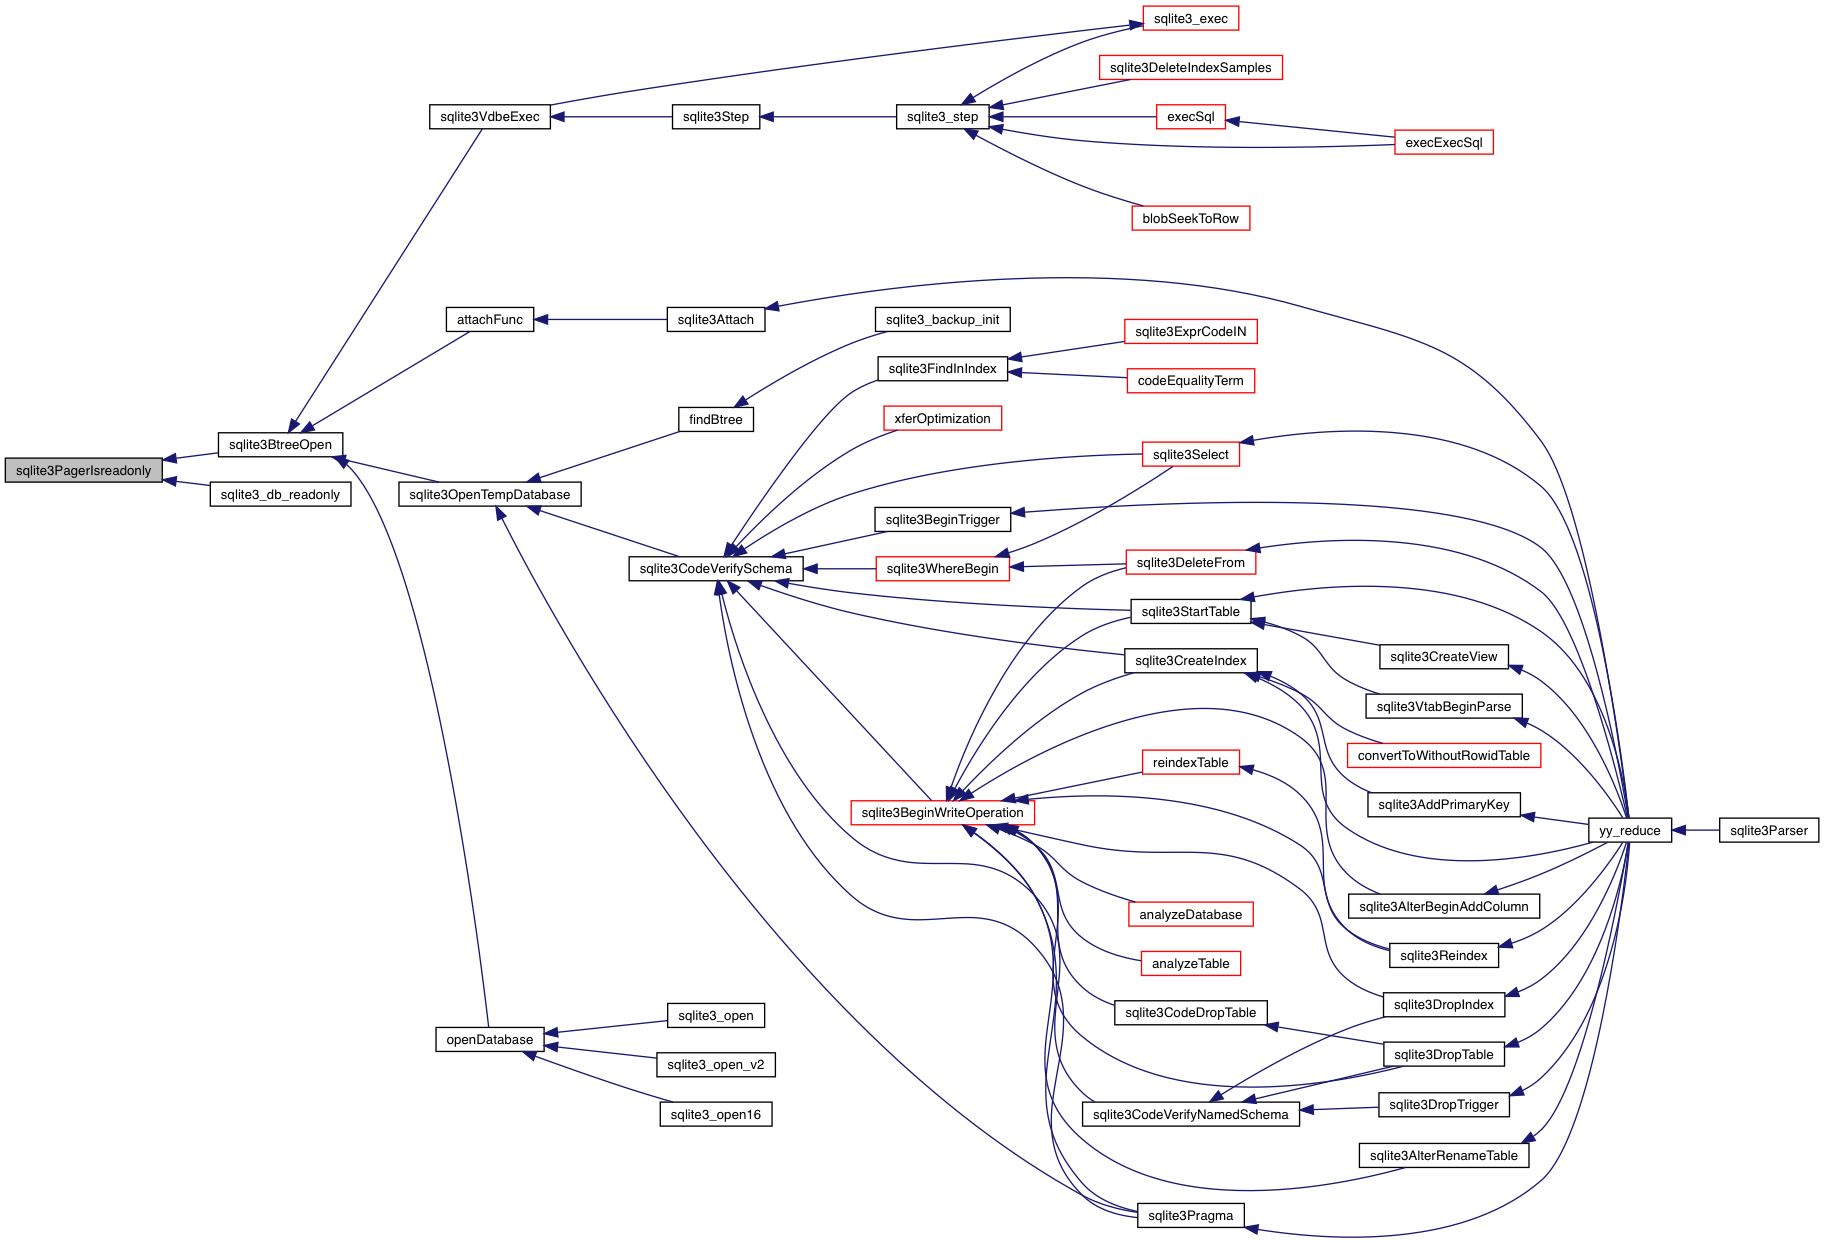 sqlite3_exec
sqlite3DeleteIndexSamples
sqlite3VdbeExec
sqlite3Step
sqlite3_step
execSql
execExecSql
blobSeekToRow
attachFunc
sqlite3Attach
sqlite3_backup_init
sqlite3ExprCodeIN
sqlite3FindInIndex
codeEqualityTerm
findBtree
xferOptimization
sqlite3BtreeOpen
sqlite3Select
sqlite3PagerIsreadonly
sqlite3_db_readonly
sqlite3OpenTempDatabase
sqlite3BeginTrigger
sqlite3CodeVerifySchema
sqlite3WhereBegin
sqlite3DeleteFrom
sqlite3StartTable
sqlite3CreateIndex
sqlite3CreateView
sqlite3VtabBeginParse
reindexTable
convertToWithoutRowidTable
sqlite3BeginWriteOperation
sqlite3AddPrimaryKey
yy_reduce
sqlite3Parser
analyzeDatabase
sqlite3AlterBeginAddColumn
analyzeTable
sqlite3Reindex
sqlite3_open
sqlite3CodeDropTable
sqlite3DropIndex
openDatabase
sqlite3_open_v2
sqlite3DropTable
sqlite3_open16
sqlite3CodeVerifyNamedSchema
sqlite3DropTrigger
sqlite3AlterRenameTable
sqlite3Pragma